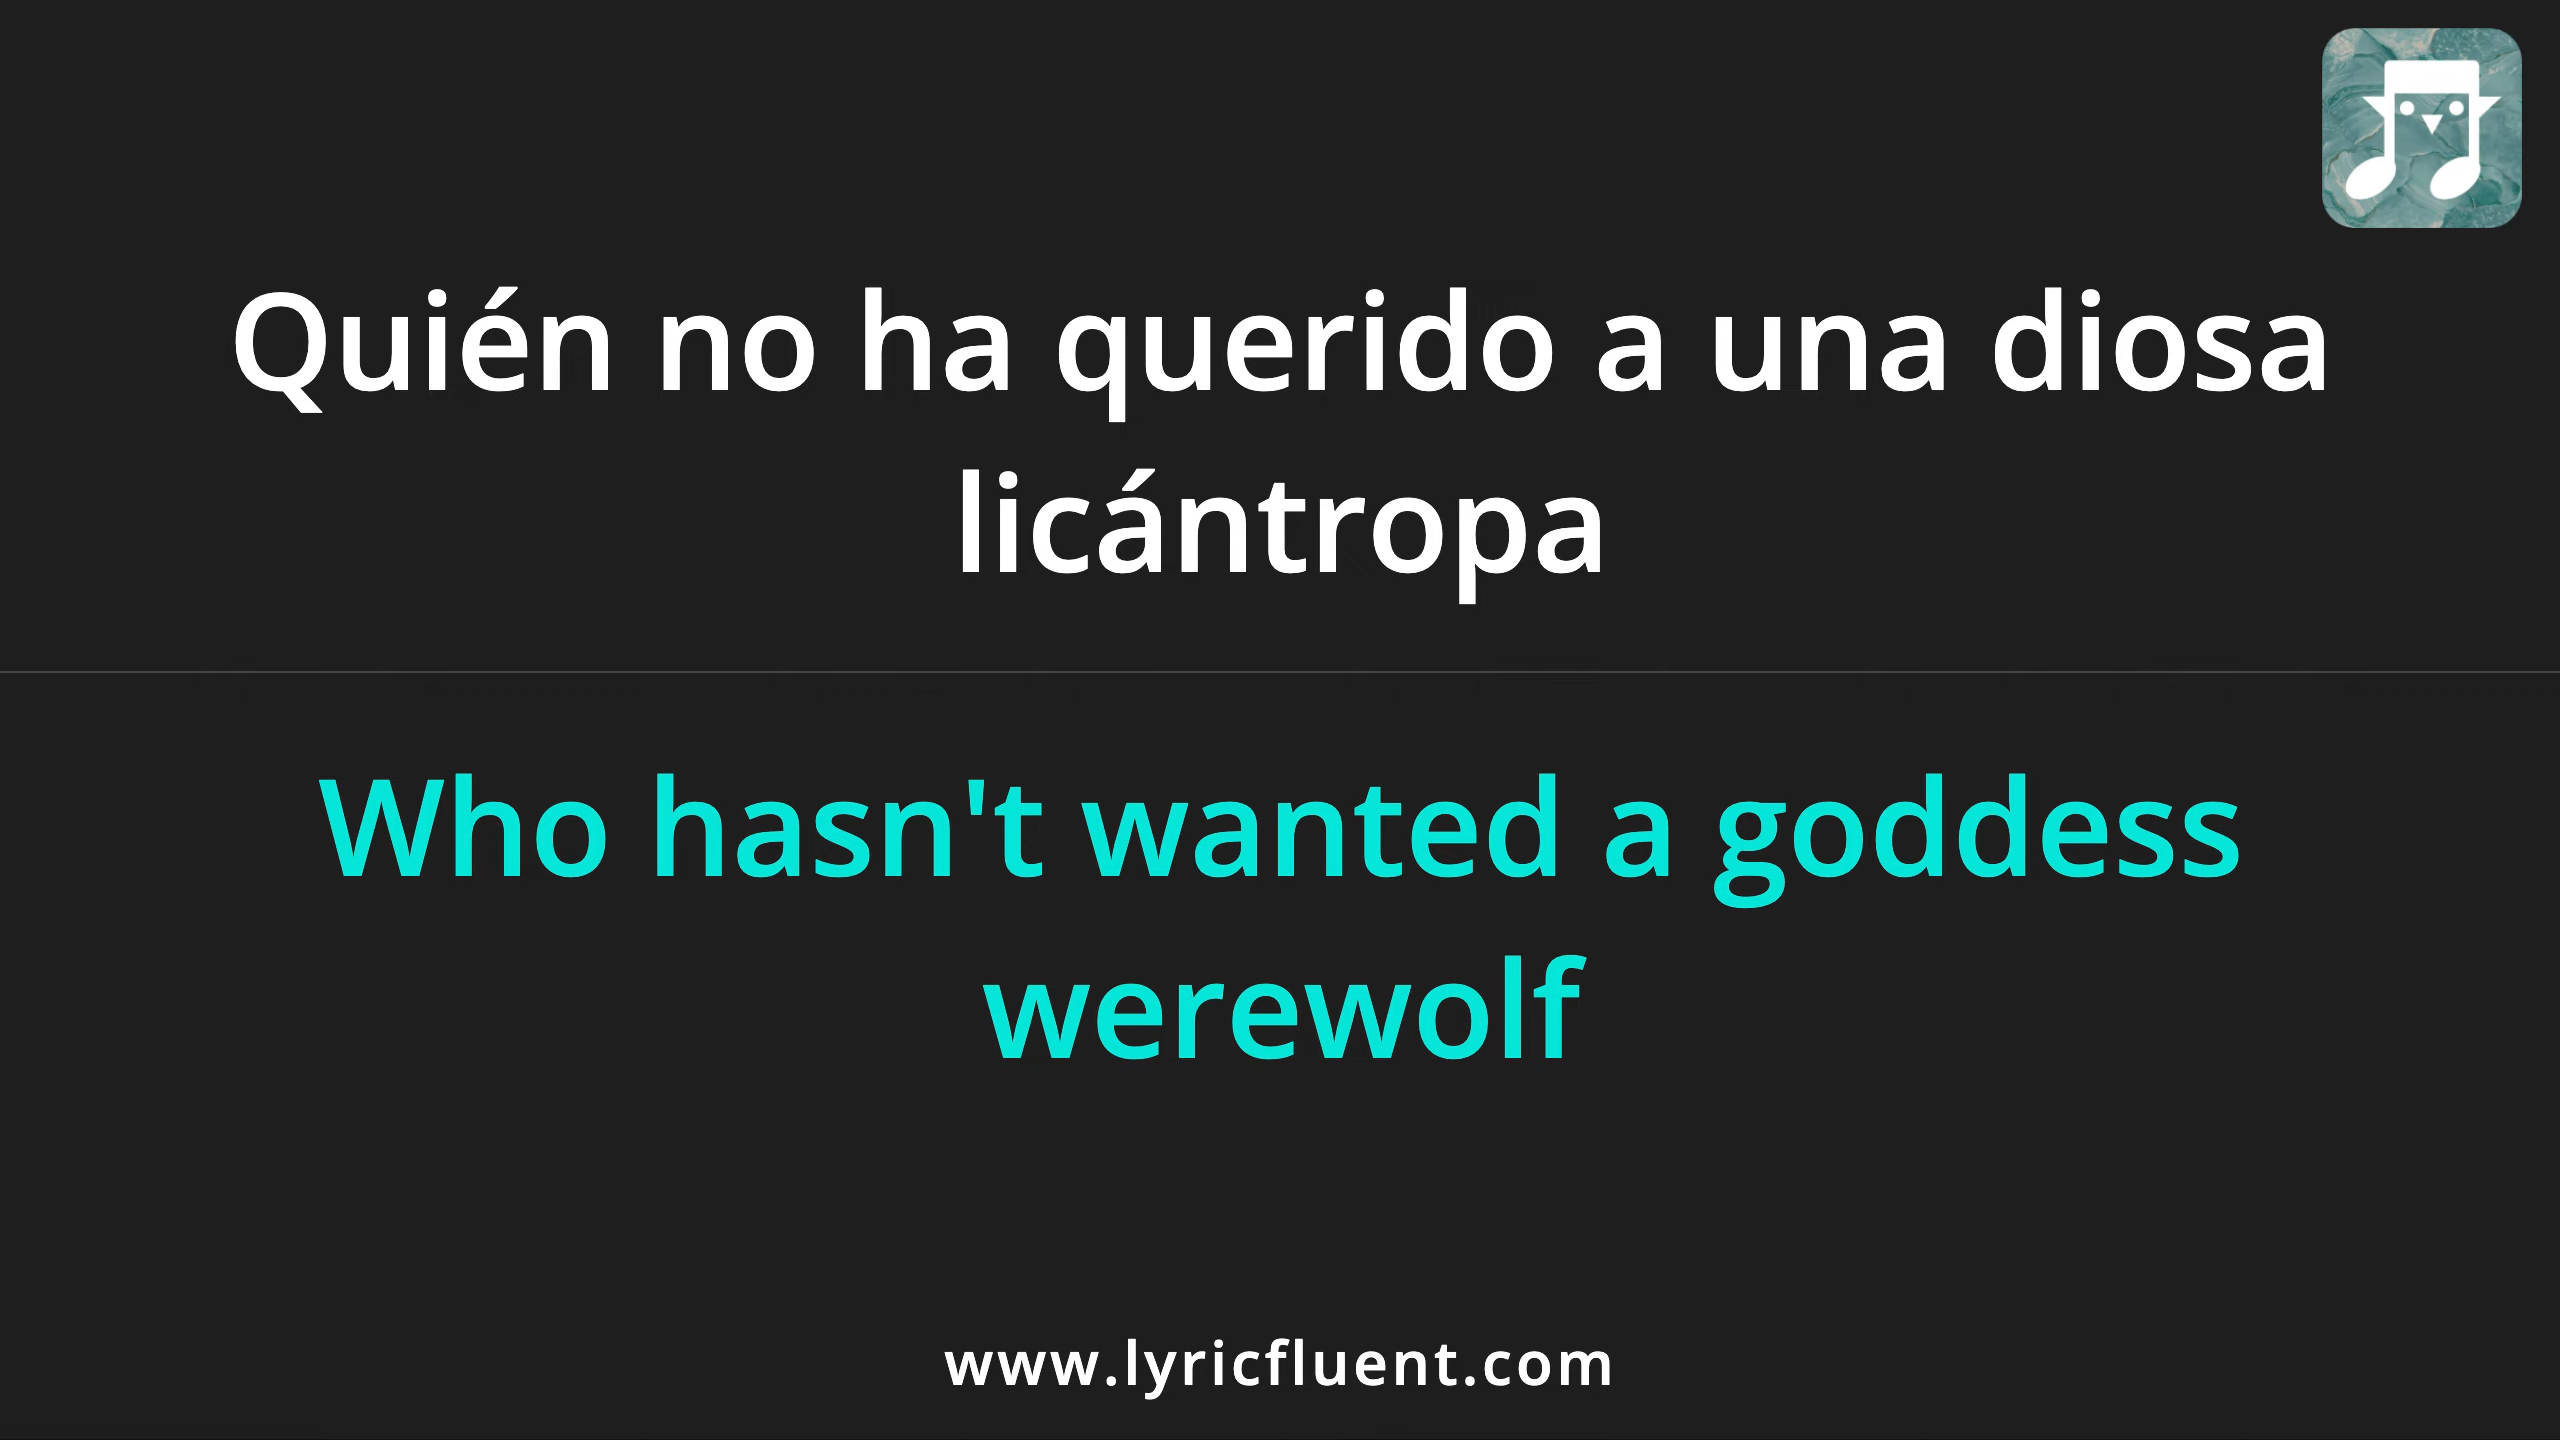 Quién no ha querido a una diosa
licántropa
Who hasn't wanted a goddess
werewolf
www.lyricfluent.com